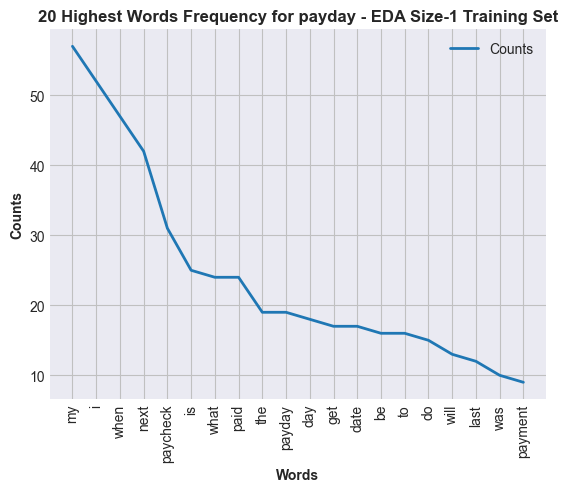 20 Highest Words Frequency for payday - EDA Size-1 Training Set
Counts
Counts
50
40
30
20
10
my
i
when
next
paycheck
is
what
paid
the
payday
day
get
date
be
to
do
will
last
was
payment
Words